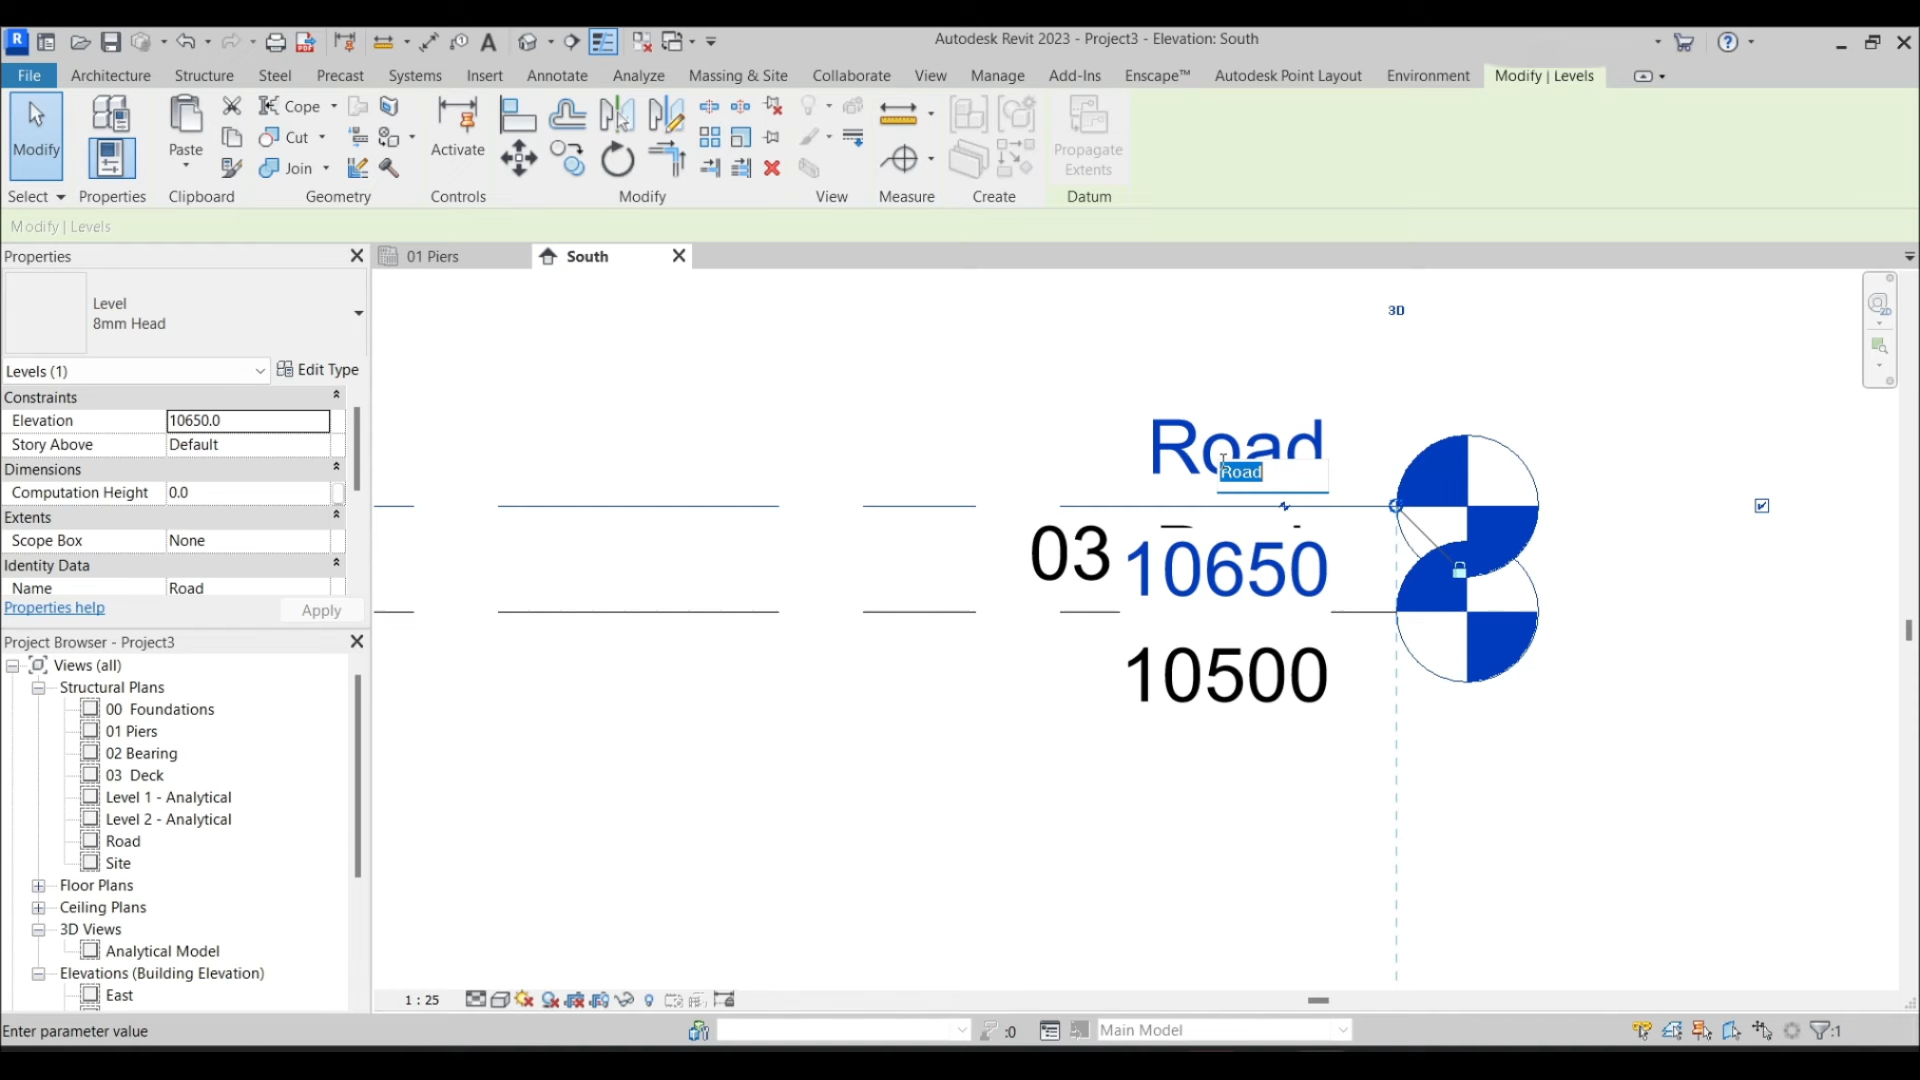 R
Autodesk Revit 2023 - Project3 - Elevation: South
File Architecture Structure Steel Precast Systems Insert Annotate Analyze Massing & Site Collaborate View Manage Add-Ins Enscape™ Autodesk Point Layout Environment Modify | Levels
Modify
Paste
Cope
Cut
Join
Activate
Propagate
Extents
Select Properties Clipboard Geometry Controls Modify View Measure Create Datum
Modify | Levels
Properties
01 Piers
South
Level
8mm Head
Levels (1) Edit Type
Constraints
Elevation 10650.0
Story Above Default
Dimensions
Computation Height 0.0
Extents
Scope Box None
Identity Data
Name Road
Properties help Apply
Project Browser - Project3
Views (all)
Structural Plans
00 Foundations
01 Piers
02 Bearing
03 Deck
Level 1 - Analytical
Level 2 - Analytical
Road
Site
Floor Plans
Ceiling Plans
3D Views
Analytical Model
Elevations (Building Elevation)
East
3D
2D
Road
Road
03
10650
10500
1 : 25
Enter parameter value
:0
Main Model
:1